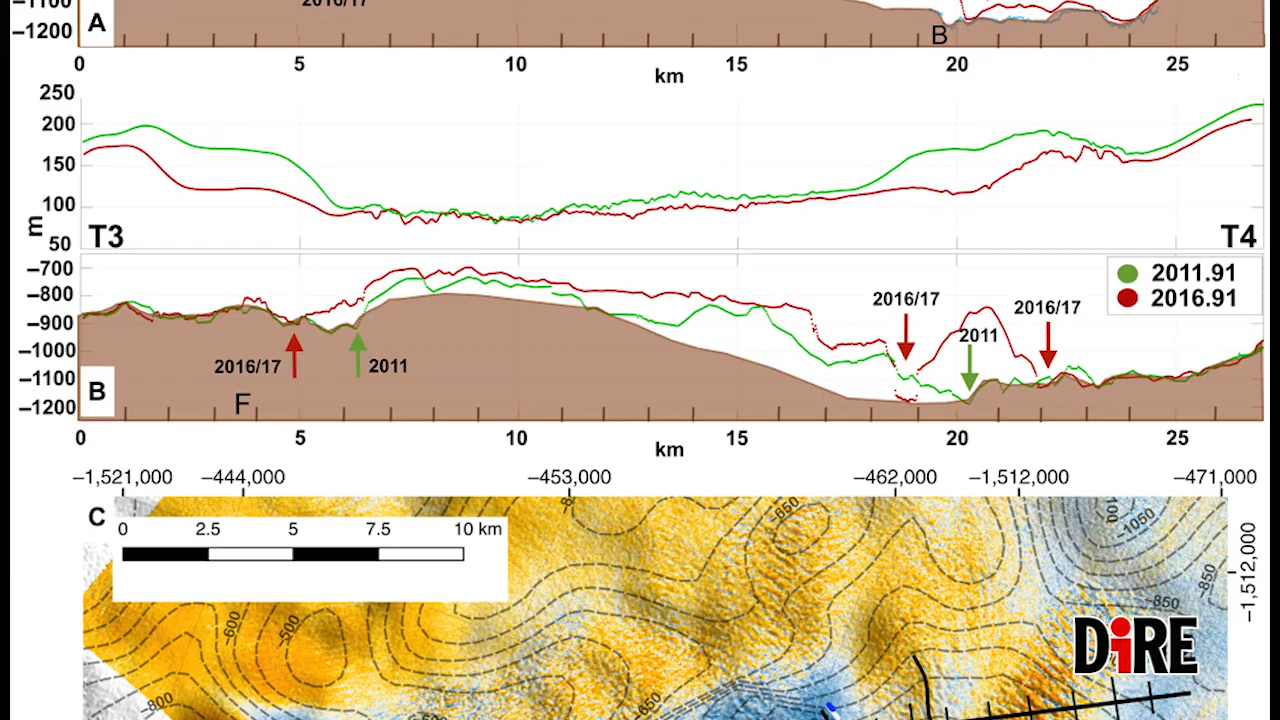 −1100
2016/17
−1200
A
B
0 5 10 15 20 25
km
250
200
150
100
50
m
T3
T4
−700
−800
−900
−1000
−1100
−1200
2011.91
2016.91
2016/17
2016/17
2011
2016/17
2011
B
F
0 5 10 15 20 25
km
−1,521,000 −444,000 −453,000 −462,000 −1,512,000 −471,000
C
0 2.5 5 7.5 10 km
−650
−1050
−1,512,000
−850
−850
−600
−500
DiRE
−800
−650